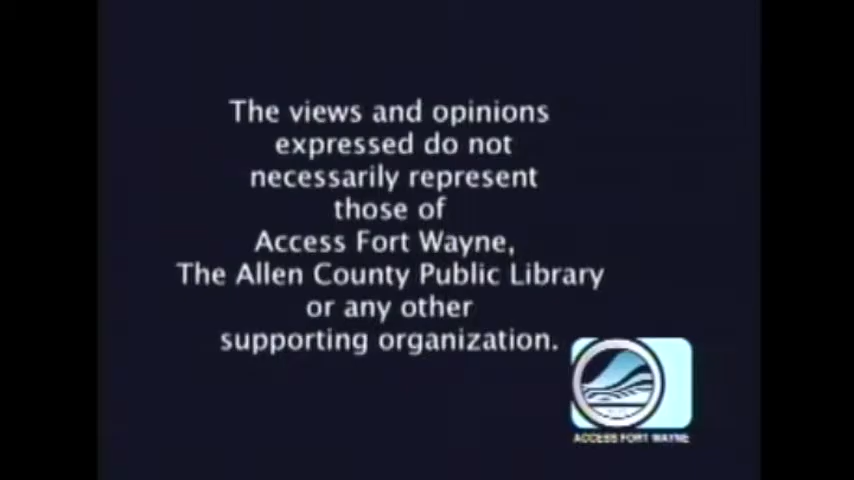 The views and opinions
expressed do not
necessarily represent
those of
Access Fort Wayne,
The Allen County Public Library
or any other
supporting organization.
ACCESS FORT WAYNE